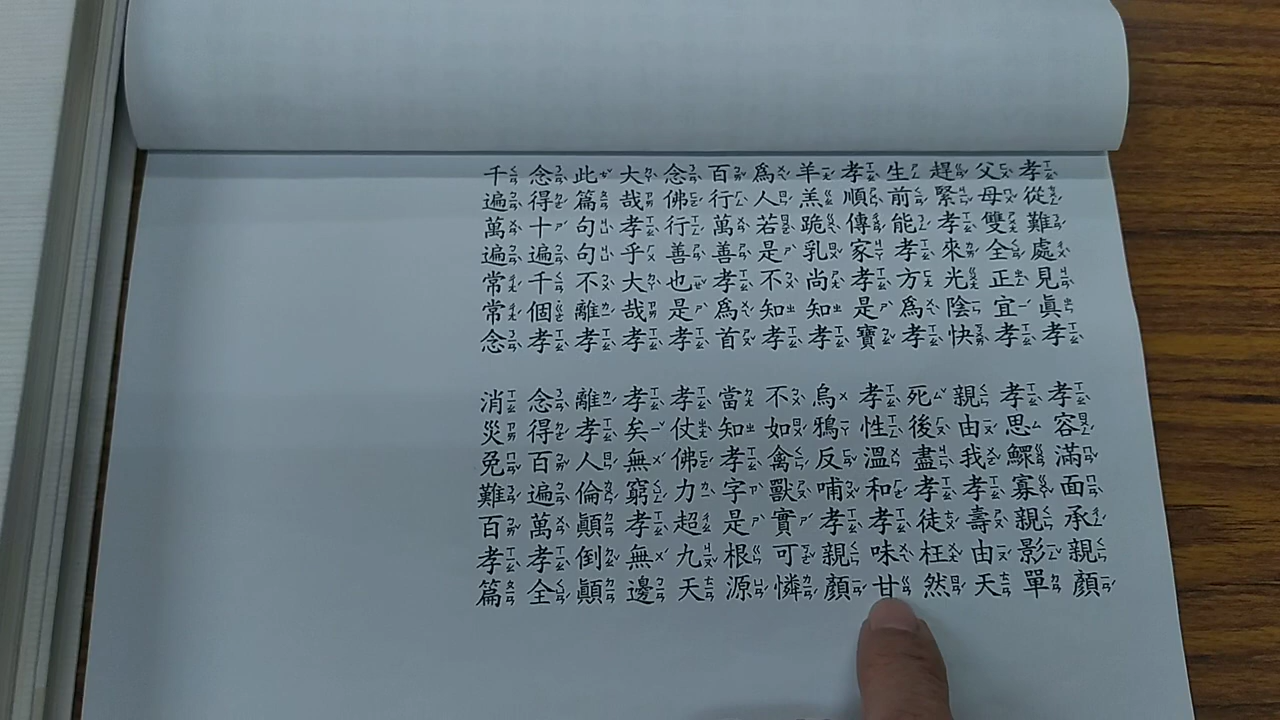 孝從難處見眞孝 孝容滿面承親顏
父母雙全正宜孝 孝思鰥寡親影單
趕緊孝來光陰快 親由我孝壽由天
生前能孝方爲孝 死後盡孝徒枉然
孝順傳家孝是寶 孝性溫和孝味甘
羊羔跪乳尚知孝 烏鴉反哺孝親顏
爲人若是不知孝 不如禽獸實可憐
百行萬善孝爲首 當知孝字是根源
念佛行善也是孝 孝仗佛力超九天
大哉孝乎大哉孝 孝矣無窮孝無邊
此篇句句不離孝 離孝人倫顛倒顛
念得十遍千個孝 念得百遍萬孝全
千遍萬遍常常念 消災免難百孝篇